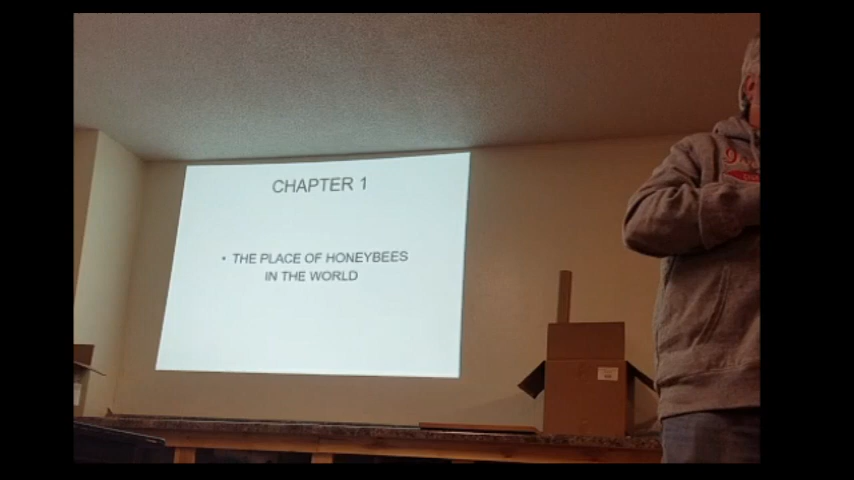 CHAPTER 1
• THE PLACE OF HONEYBEES
IN THE WORLD